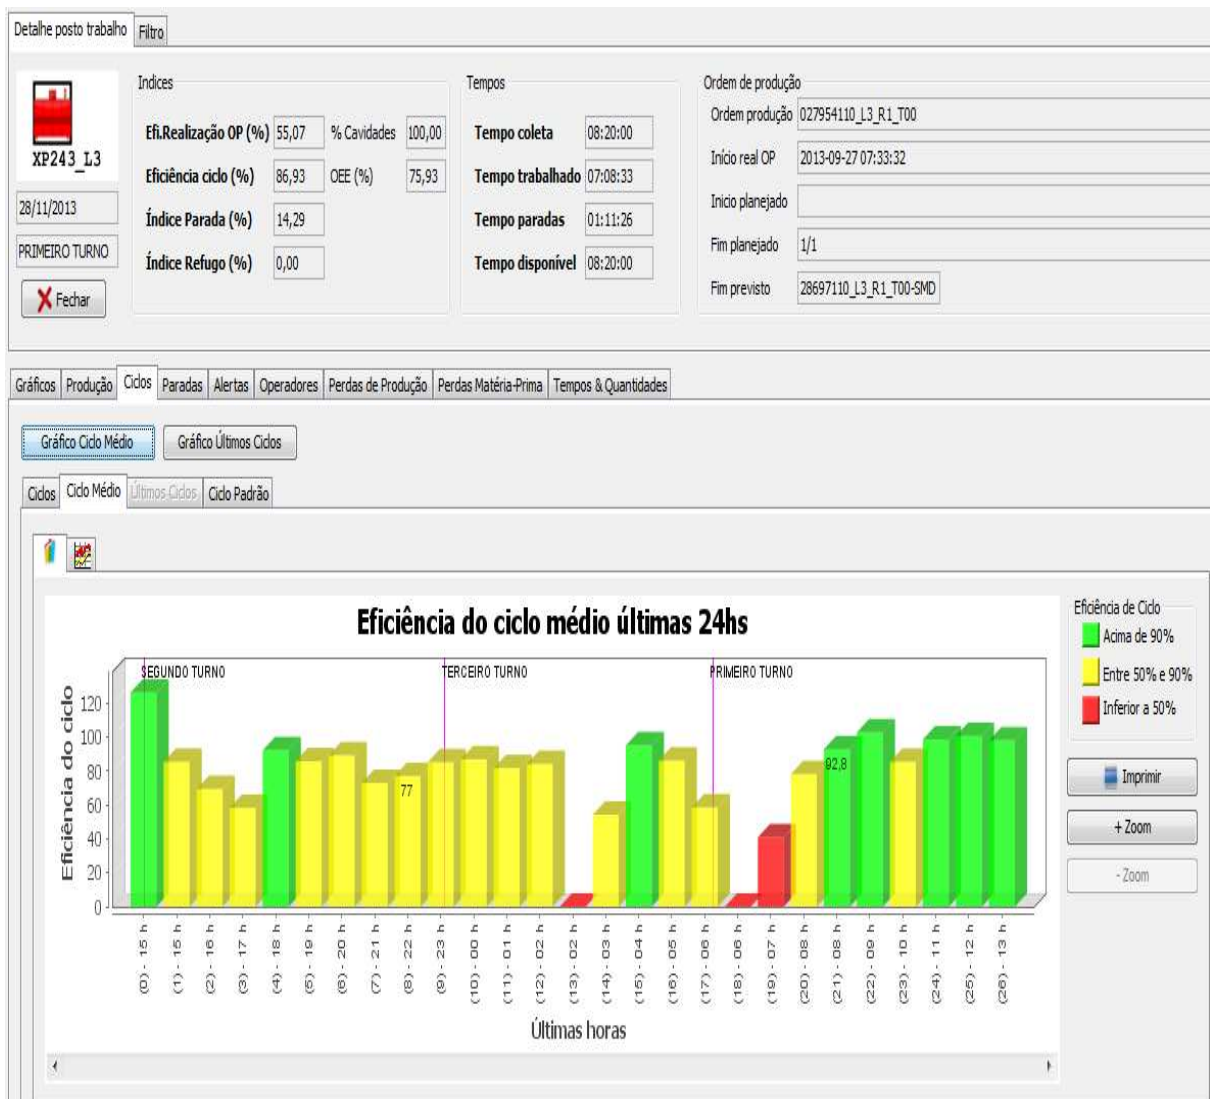 Detalhe posto trabalho Filtro
Indices Tempos Ordem de produção
XP243_L3
28/11/2013
PRIMEIRO TURNO
Fechar
Efi.Realização OP (%) 55,07 % Cavidades 100,00
Eficiência ciclo (%) 86,93 OEE (%) 75,93
Índice Parada (%) 14,29
Índice Refugo (%) 0,00
Tempo coleta 08:20:00
Tempo trabalhado 07:08:33
Tempo paradas 01:11:26
Tempo disponível 08:20:00
Ordem produção 027954110_L3_R1_T00
Início real OP 2013-09-27 07:33:32
Inicio planejado
Fim planejado 1/1
Fim previsto 28697110_L3_R1_T00-SMD
Gráficos Produção Ciclos Paradas Alertas Operadores Perdas de Produção Perdas Matéria-Prima Tempos & Quantidades
Gráfico Ciclo Médio Gráfico Últimos Ciclos
Ciclos Ciclo Médio Últimos Ciclos Ciclo Padrão
Eficiência do ciclo médio últimas 24hs
SEGUNDO TURNO TERCEIRO TURNO PRIMEIRO TURNO
Eficiência do ciclo
120
100
80
60
40
20
0
77
92,8
(0) - 15 h
(1) - 15 h
(2) - 16 h
(3) - 17 h
(4) - 18 h
(5) - 19 h
(6) - 20 h
(7) - 21 h
(8) - 22 h
(9) - 23 h
(10) - 00 h
(11) - 01 h
(12) - 02 h
(13) - 02 h
(14) - 03 h
(15) - 04 h
(16) - 05 h
(17) - 06 h
(18) - 06 h
(19) - 07 h
(20) - 08 h
(21) - 08 h
(22) - 09 h
(23) - 10 h
(24) - 11 h
(25) - 12 h
(26) - 13 h
Últimas horas
Eficiência de Ciclo
Acima de 90%
Entre 50% e 90%
Inferior a 50%
Imprimir
+ Zoom
- Zoom